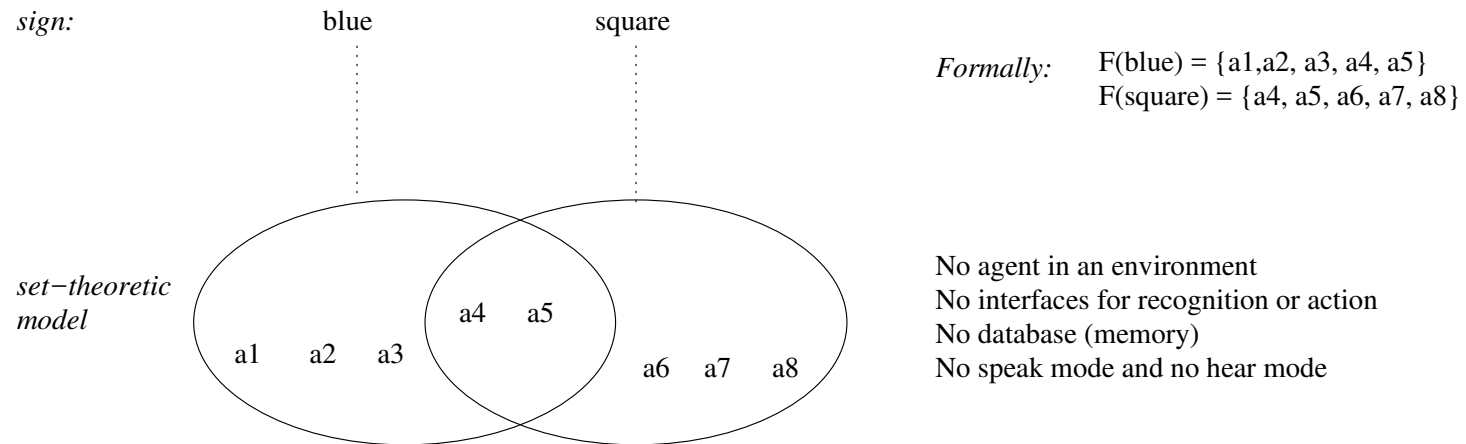 sign: blue square
Formally: F(blue) = {a1,a2, a3, a4, a5}
F(square) = {a4, a5, a6, a7, a8}
set−theoretic
model
a4 a5
a1 a2 a3
a6 a7 a8
No agent in an environment
No interfaces for recognition or action
No database (memory)
No speak mode and no hear mode